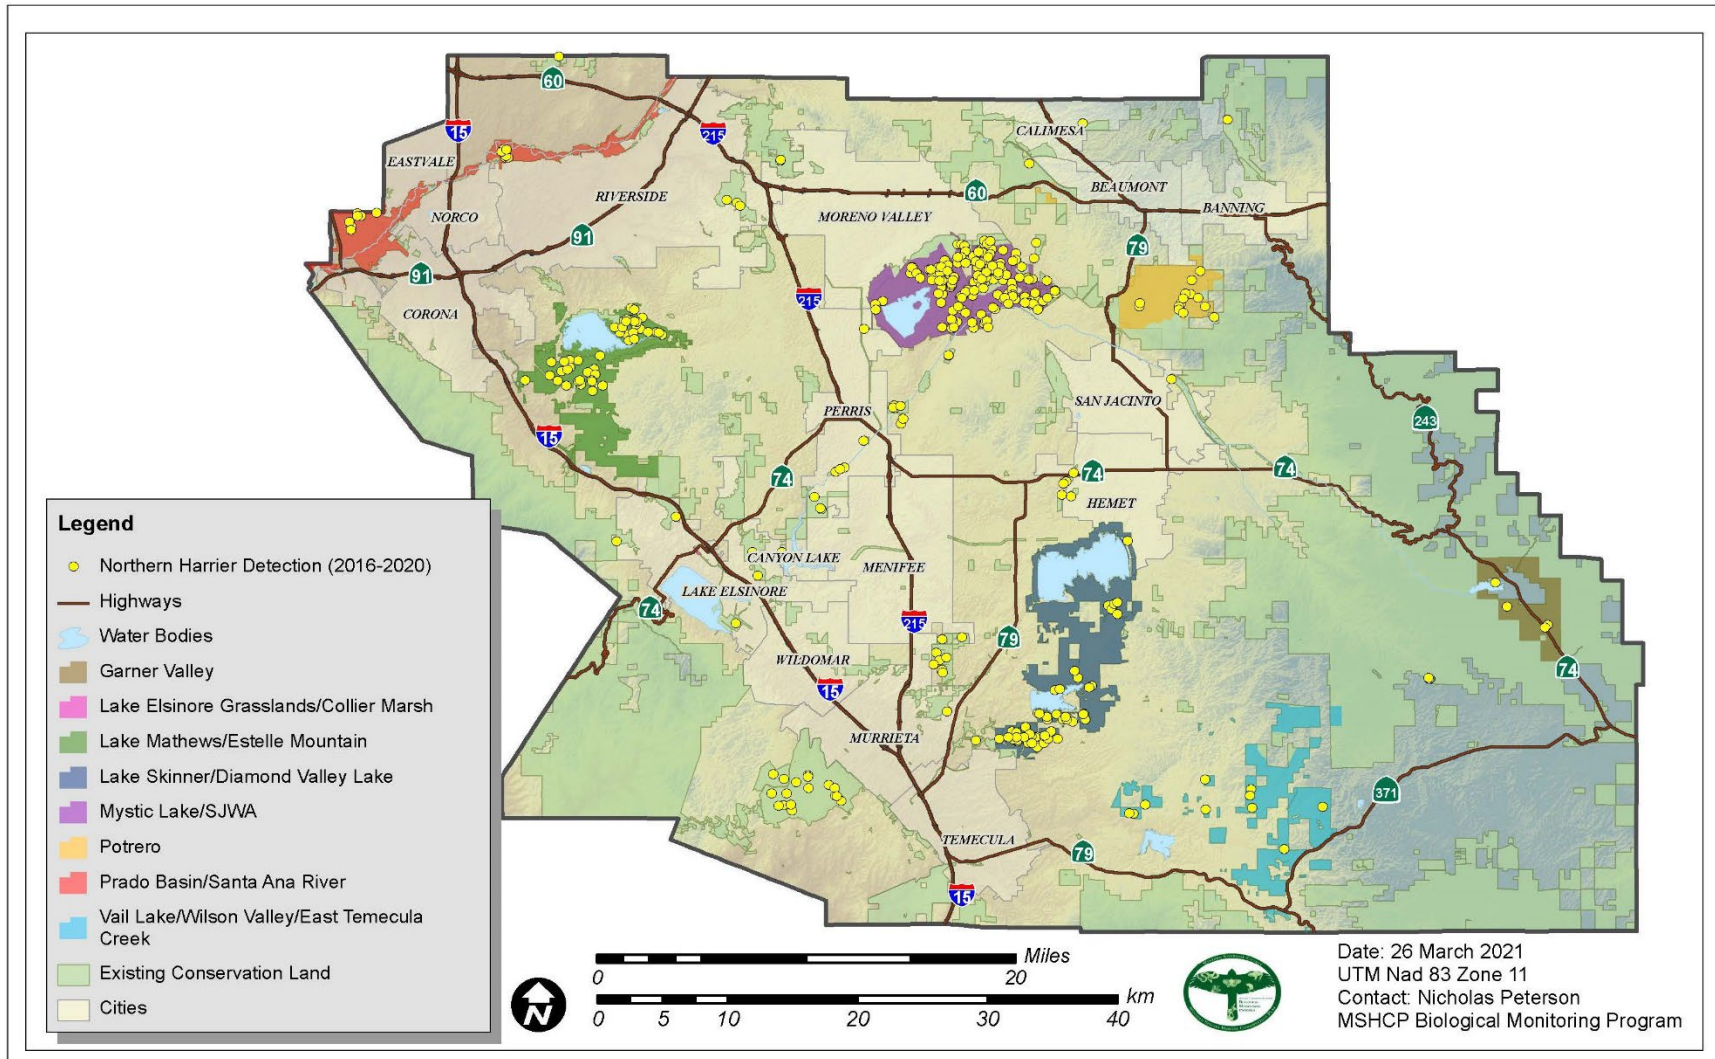 60
15
215
EASTVALE
CALIMESA
RIVERSIDE
NORCO
60
BEAUMONT
MORENO VALLEY
BANNING
91
79
91
215
CORONA
PERRIS
SAN JACINTO
243
15
74
74
74
HEMET
CANYON LAKE
MENIFEE
LAKE ELSINORE
74
215
79
WILDOMAR
74
15
MURRIETA
371
TEMECULA
79
15
Legend
Northern Harrier Detection (2016-2020)
Highways
Water Bodies
Garner Valley
Lake Elsinore Grasslands/Collier Marsh
Lake Mathews/Estelle Mountain
Lake Skinner/Diamond Valley Lake
Mystic Lake/SJWA
Potrero
Prado Basin/Santa Ana River
Vail Lake/Wilson Valley/East Temecula
Creek
Existing Conservation Land
Cities
N
Miles
0 20
km
0 5 10 20 30 40
Date: 26 March 2021
UTM Nad 83 Zone 11
Contact: Nicholas Peterson
MSHCP Biological Monitoring Program